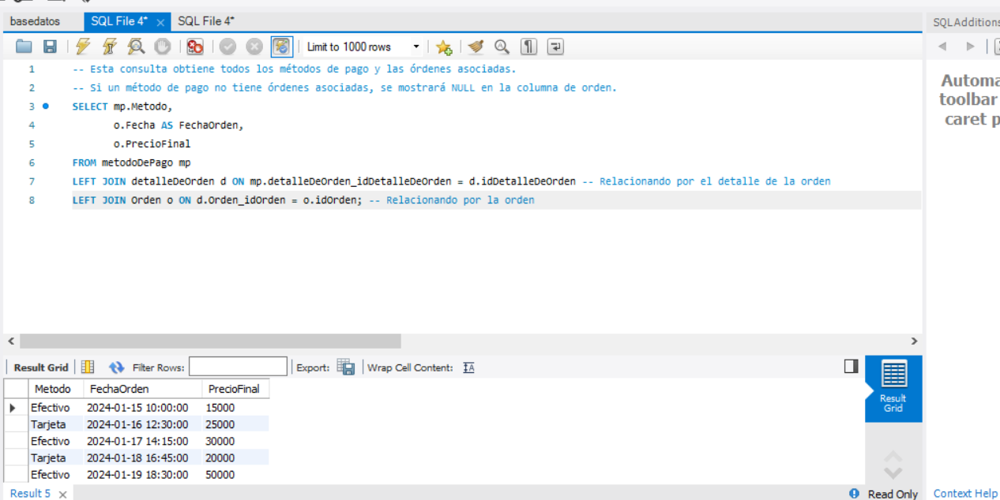 basedatos SQL File 4* × SQL File 4* SQLAdditions
Limit to 1000 rows
1 -- Esta consulta obtiene todos los métodos de pago y las órdenes asociadas.
2 -- Si un método de pago no tiene órdenes asociadas, se mostrará NULL en la columna de orden.
3 SELECT mp.Metodo,
4 o.Fecha AS FechaOrden,
5 o.PrecioFinal
6 FROM metodoDePago mp
7 LEFT JOIN detalleDeOrden d ON mp.detalleDeOrden_idDetalleDeOrden = d.idDetalleDeOrden -- Relacionando por el detalle de la orden
8 LEFT JOIN Orden o ON d.Orden_idOrden = o.idOrden; -- Relacionando por la orden
Automa
toolbar
caret p
Result Grid Filter Rows: Export: Wrap Cell Content:
Metodo FechaOrden PrecioFinal
Efectivo 2024-01-15 10:00:00 15000
Tarjeta 2024-01-16 12:30:00 25000
Efectivo 2024-01-17 14:15:00 30000
Tarjeta 2024-01-18 16:45:00 20000
Efectivo 2024-01-19 18:30:00 50000
Result
Grid
Result 5 × Read Only Context Help